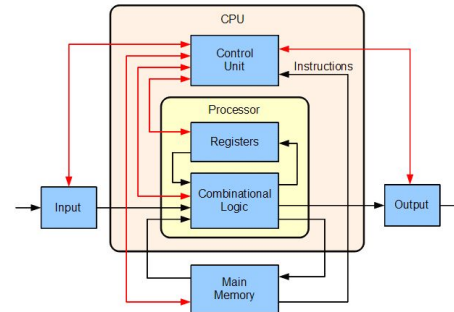 CPU
Control
Unit
Instructions
Processor
Registers
Combinational
Logic
Input
Output
Main
Memory